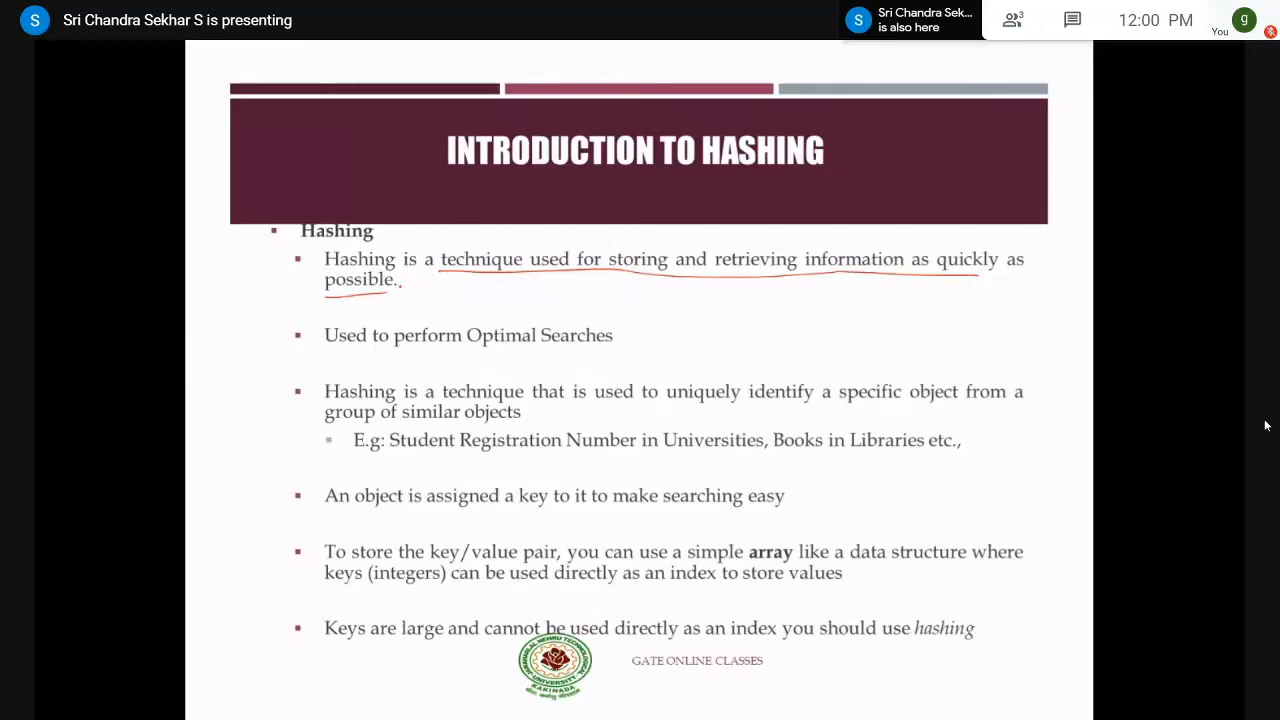 S Sri Chandra Sekhar S is presenting
S Sri Chandra Sek... is also here
3
12:00 PM
You
g
INTRODUCTION TO HASHING
▪ Hashing
▪ Hashing is a technique used for storing and retrieving information as quickly as
possible..
▪ Used to perform Optimal Searches
▪ Hashing is a technique that is used to uniquely identify a specific object from a
group of similar objects
▪ E.g: Student Registration Number in Universities, Books in Libraries etc.,
▪ An object is assigned a key to it to make searching easy
▪ To store the key/value pair, you can use a simple array like a data structure where
keys (integers) can be used directly as an index to store values
▪ Keys are large and cannot be used directly as an index you should use hashing
GATE ONLINE CLASSES
JAWAHARLAL NEHRU TECHNOLOGICAL
UNIVERSITY
KAKINADA